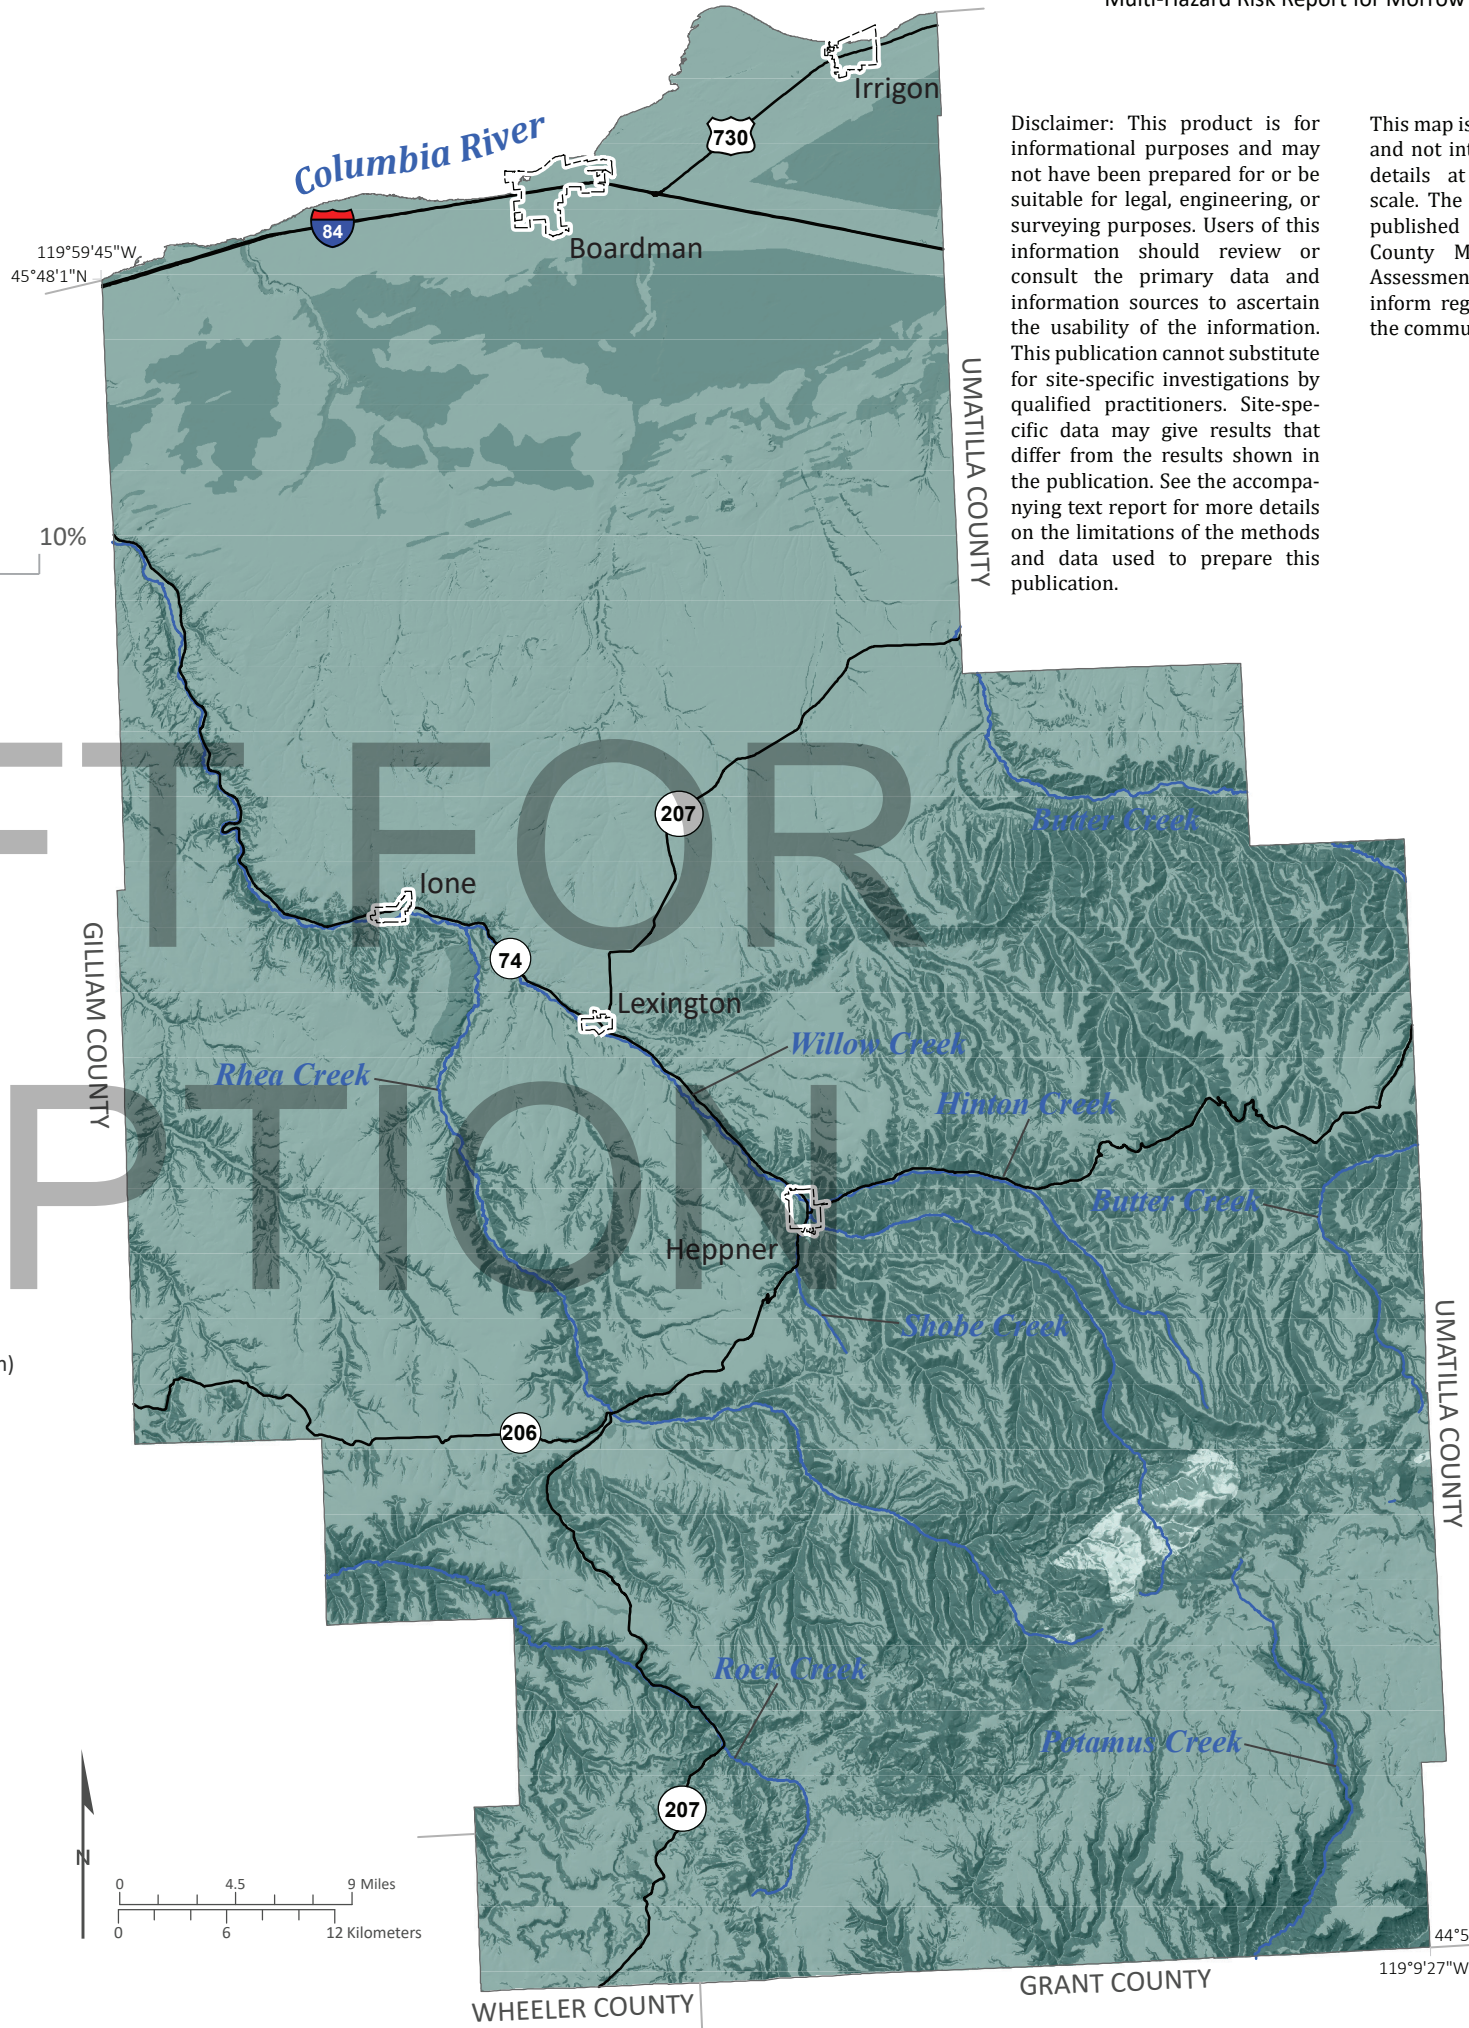 Multi-Hazard Risk Report for Morrow
Irrigon
730
Columbia River
84
Boardman
119°59'45"W
45°48'1"N
Disclaimer: This product is for
informational purposes and may
not have been prepared for or be
suitable for legal, engineering, or
surveying purposes. Users of this
information should review or
consult the primary data and
information sources to ascertain
the usability of the information.
This publication cannot substitute
for site-specific investigations by
qualified practitioners. Site-spe-
cific data may give results that
differ from the results shown in
the publication. See the accompa-
nying text report for more details
on the limitations of the methods
and data used to prepare this
publication.
This map is
and not int
details at
scale. The
published
County M
Assessmen
inform reg
the commu
UMATILLA COUNTY
10%
FT FOR
207
Butter Creek
Ione
74
GILLIAM COUNTY
Lexington
Willow Creek
Rhea Creek
Hinton Creek
PTION
Butter Creek
Heppner
Shobe Creek
UMATILLA COUNTY
206
Rock Creek
Potamus Creek
207
N
0 4.5 9 Miles
0 6 12 Kilometers
44°5
119°9'27"W
GRANT COUNTY
WHEELER COUNTY